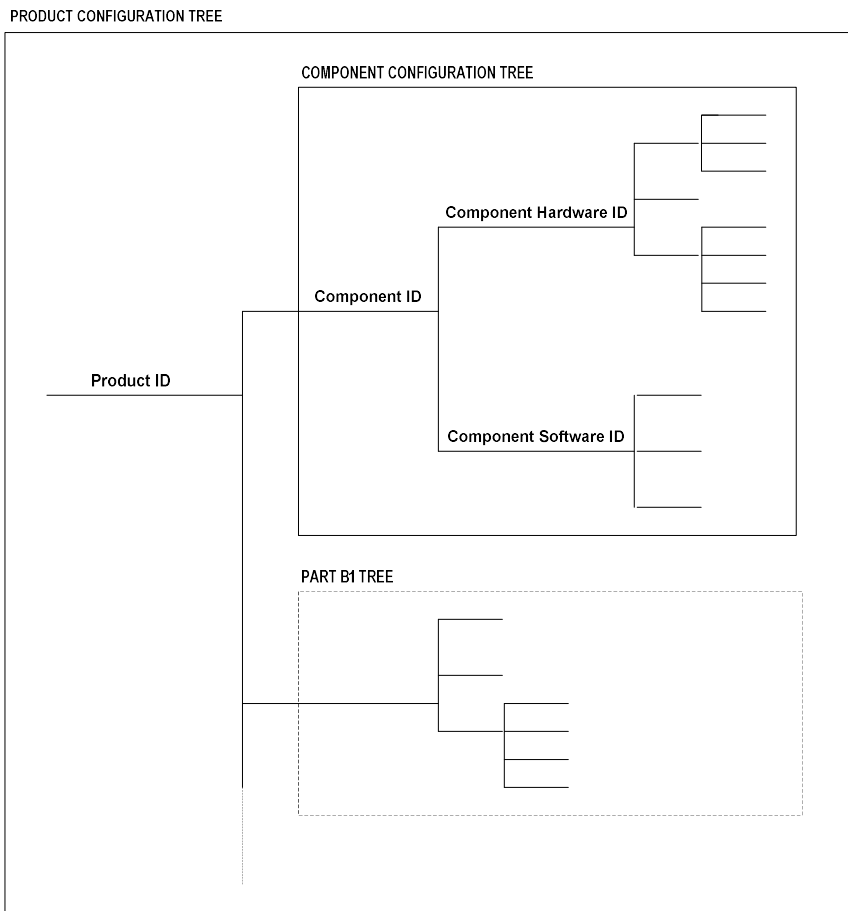 PRODUCT CONFIGURATION TREE
COMPONENT CONFIGURATION TREE
Component Hardware ID
Component ID
Product ID
Component Software ID
PART B1 TREE